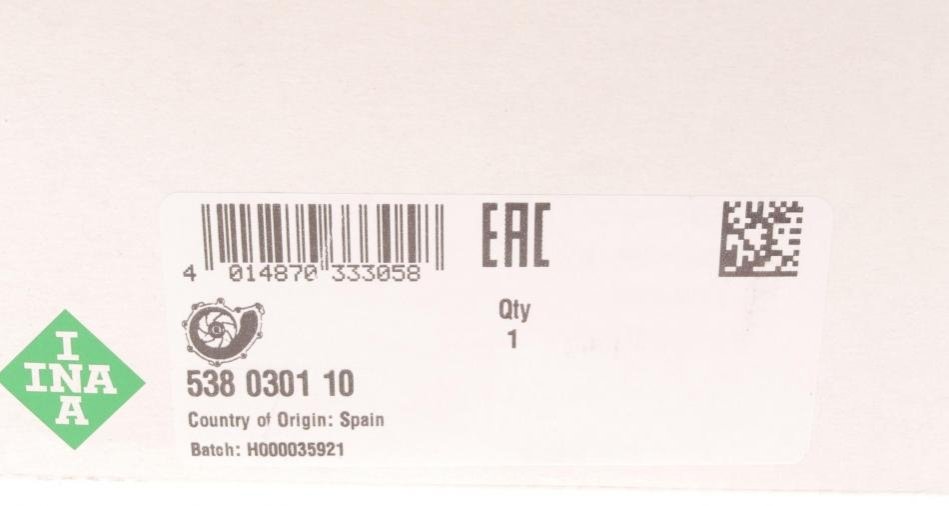 4 014870 333058
EAC
Qty
1
538 0301 10
Country of Origin: Spain
Batch: H000035921
I
INA
A